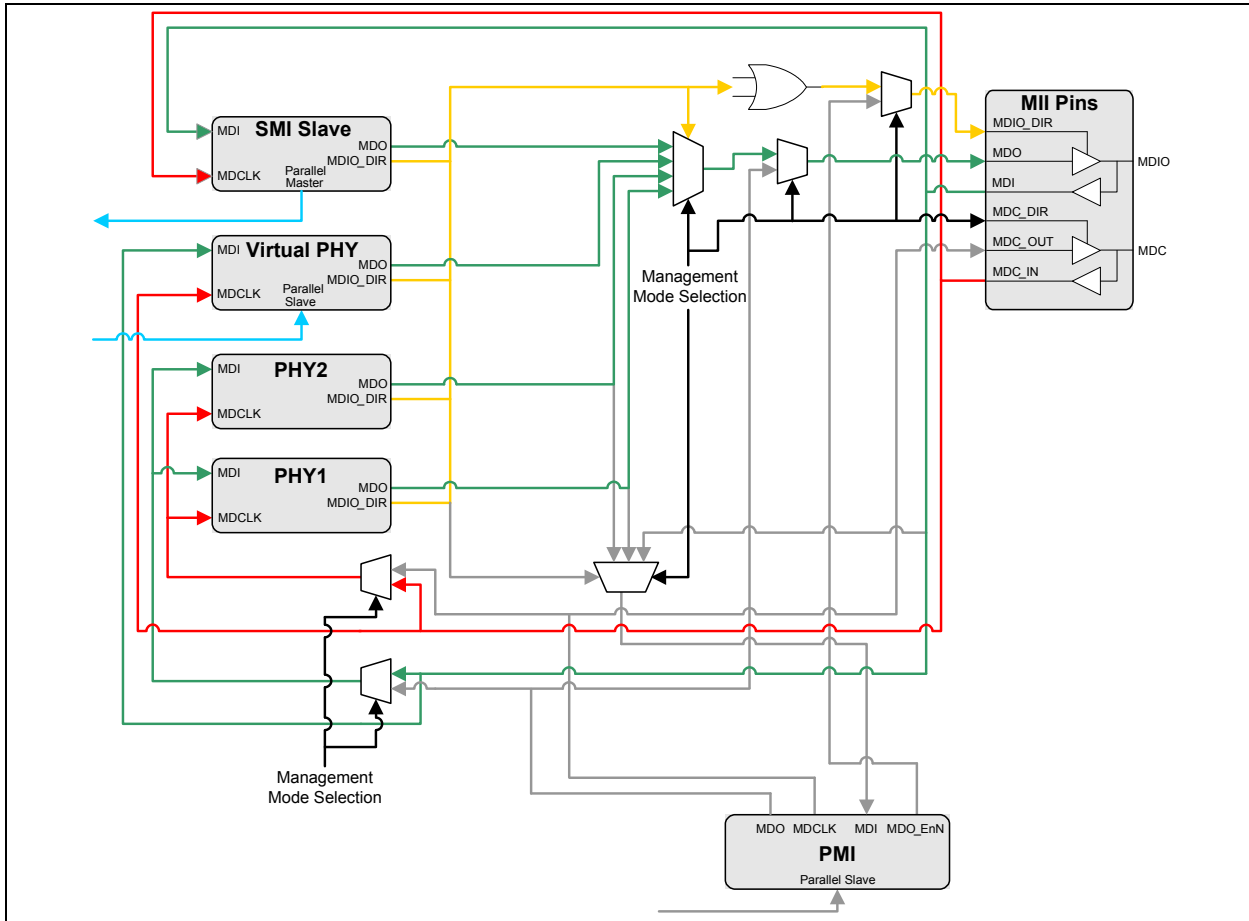 SMI Slave
MDI
MDO
MDIO_DIR
MDCLK
Parallel
Master
Virtual PHY
MDI
MDO
MDIO_DIR
MDCLK
Parallel
Slave
PHY2
MDI
MDO
MDIO_DIR
MDCLK
PHY1
MDI
MDO
MDIO_DIR
MDCLK
Management
Mode Selection
MII Pins
MDIO_DIR
MDO
MDIO
MDI
MDC_DIR
MDC_OUT
MDC
MDC_IN
Management
Mode Selection
MDO
MDCLK
MDI
MDO_EnN
PMI
Parallel Slave